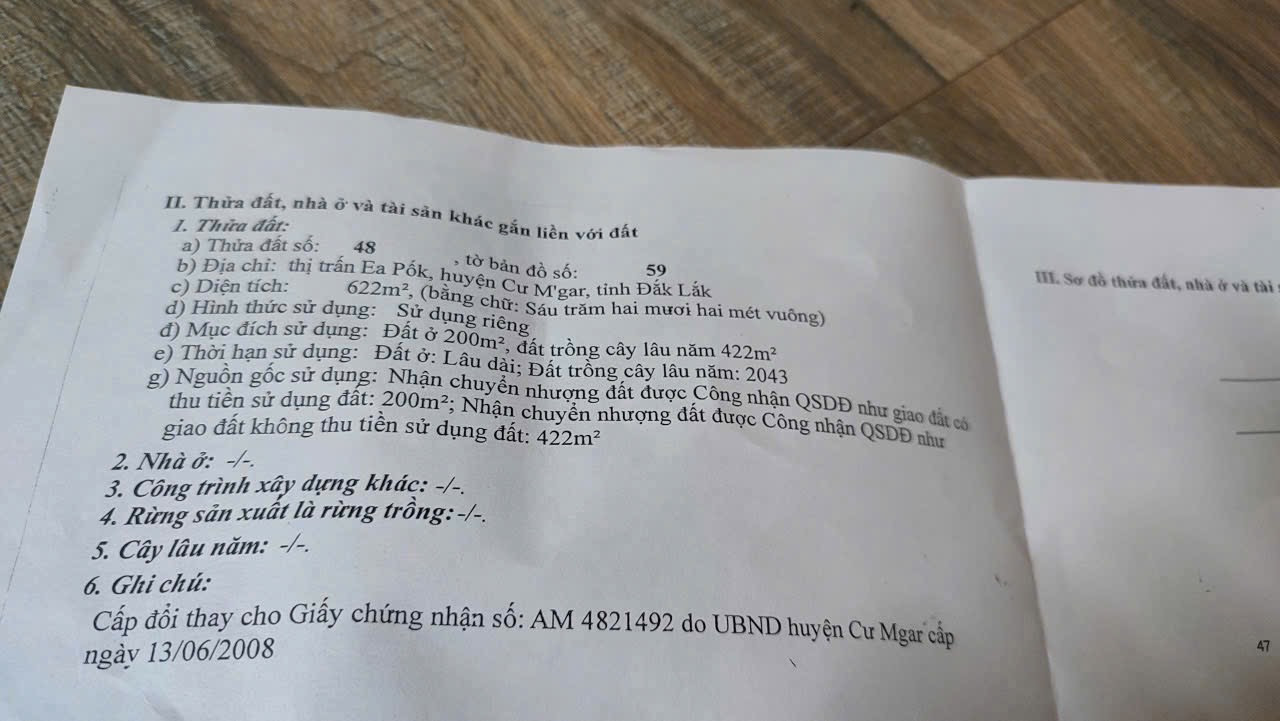 II. Thửa đất, nhà ở và tài sản khác gắn liền với đất
1. Thửa đất:
a) Thửa đất số: 48 , tờ bản đồ số: 59
b) Địa chỉ: thị trấn Ea Pốk, huyện Cư M'gar, tỉnh Đắk Lắk
c) Diện tích: 622m², (bằng chữ: Sáu trăm hai mươi hai mét vuông)
d) Hình thức sử dụng: Sử dụng riêng
đ) Mục đích sử dụng: Đất ở 200m², đất trồng cây lâu năm 422m²
e) Thời hạn sử dụng: Đất ở: Lâu dài; Đất trồng cây lâu năm: 2043
g) Nguồn gốc sử dụng: Nhận chuyển nhượng đất được Công nhận QSDĐ như giao đất có
thu tiền sử dụng đất: 200m²; Nhận chuyển nhượng đất được Công nhận QSDĐ như
giao đất không thu tiền sử dụng đất: 422m²
2. Nhà ở: -/-.
3. Công trình xây dựng khác: -/-.
4. Rừng sản xuất là rừng trồng: -/-.
5. Cây lâu năm: -/-.
6. Ghi chú:
Cấp đổi thay cho Giấy chứng nhận số: AM 4821492 do UBND huyện Cư Mgar cấp
ngày 13/06/2008
III. Sơ đồ thửa đất, nhà ở và tài
47